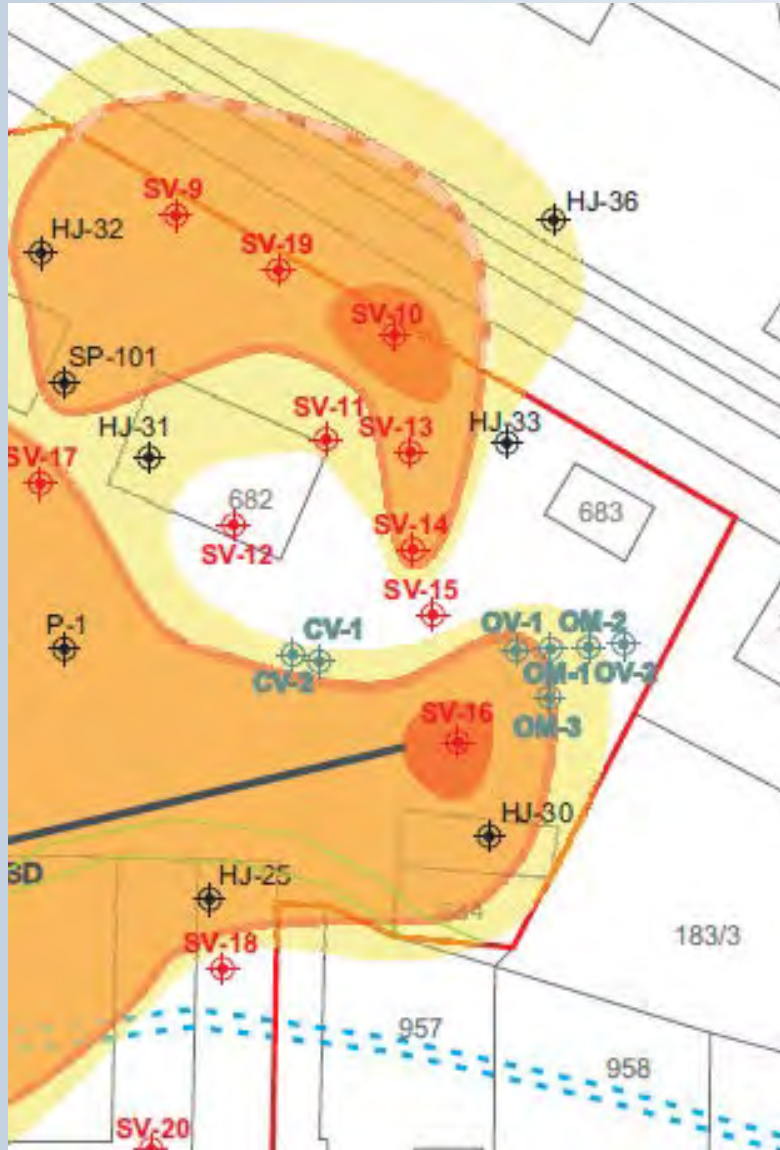 SV-9
HJ-36
HJ-32
SV-19
SV-10
SP-101
SV-11
HJ-31
SV-13
HJ-33
SV-17
682
683
SV-14
SV-12
SV-15
P-1
CV-1
OV-1
OM-2
CV-2
OM-1
OV-2
SV-16
OM-3
HJ-30
SD
HJ-25
183/3
SV-18
957
958
SV-20